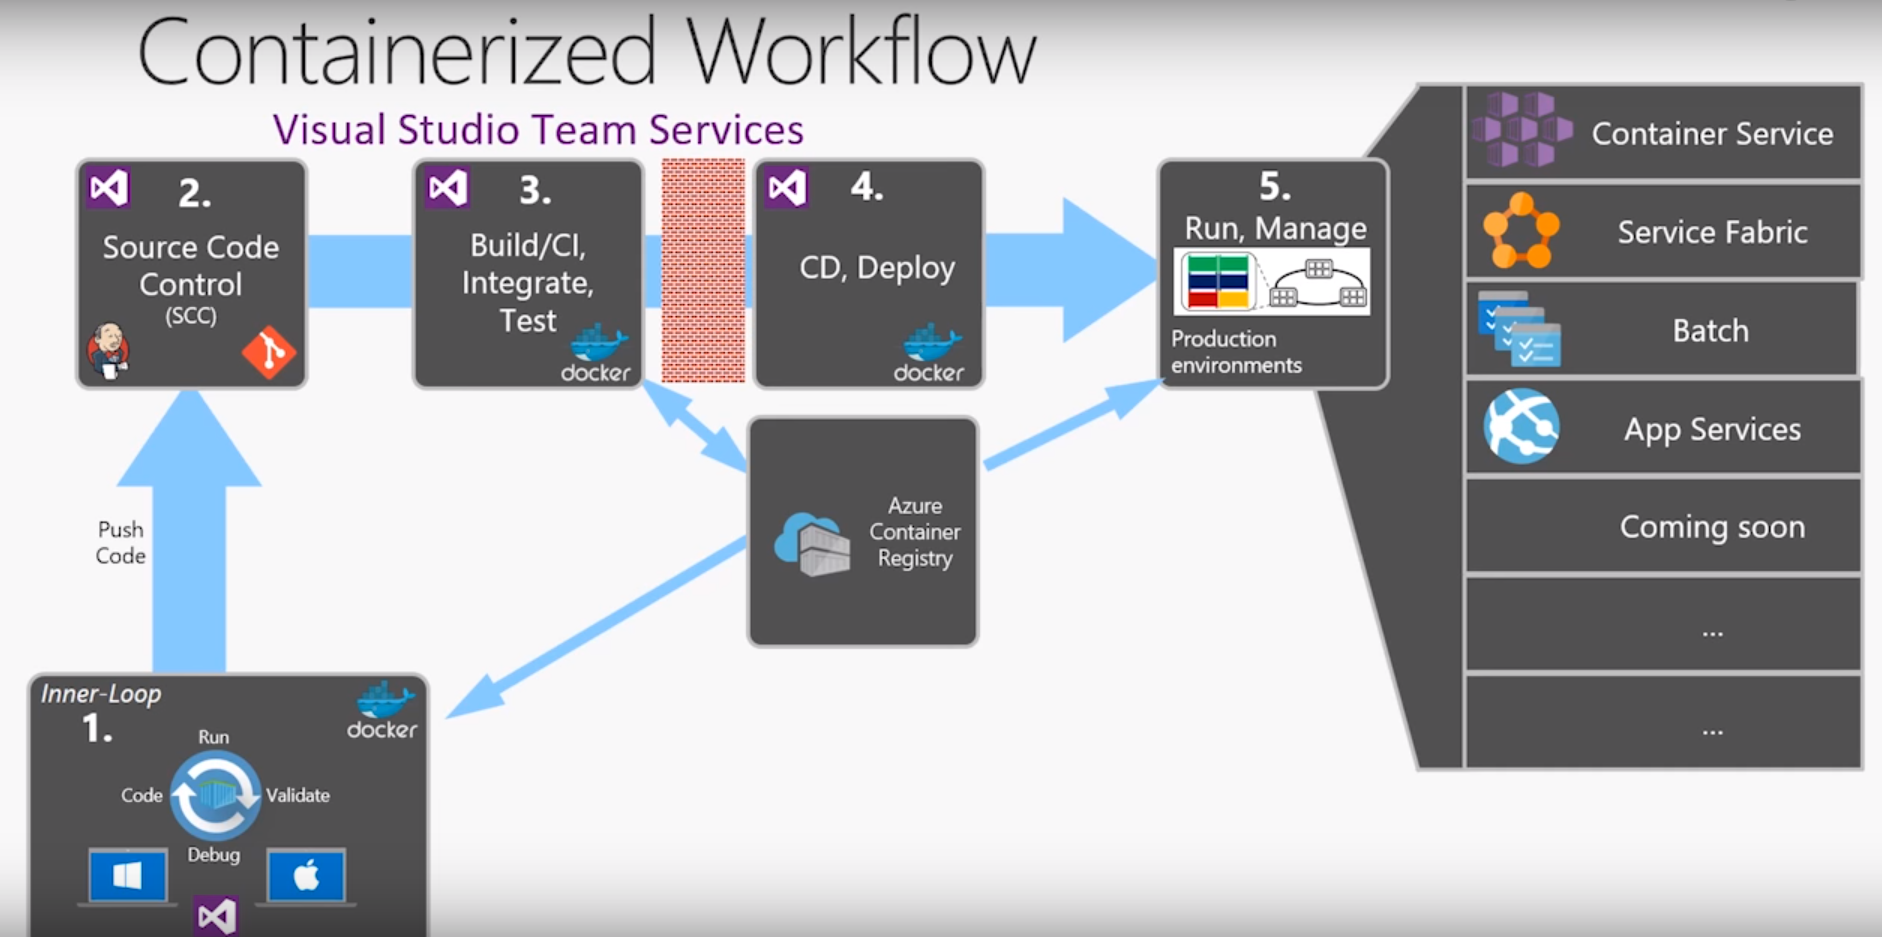 Containerized Workflow
Visual Studio Team Services
2.
Source Code
Control
(SCC)
3.
Build/CI,
Integrate,
Test
docker
4.
CD, Deploy
docker
5.
Run, Manage
Production
environments
Container Service
Service Fabric
Batch
App Services
Coming soon
...
...
Push
Code
Azure
Container
Registry
Inner-Loop
1.
docker
Run
Code
Validate
Debug